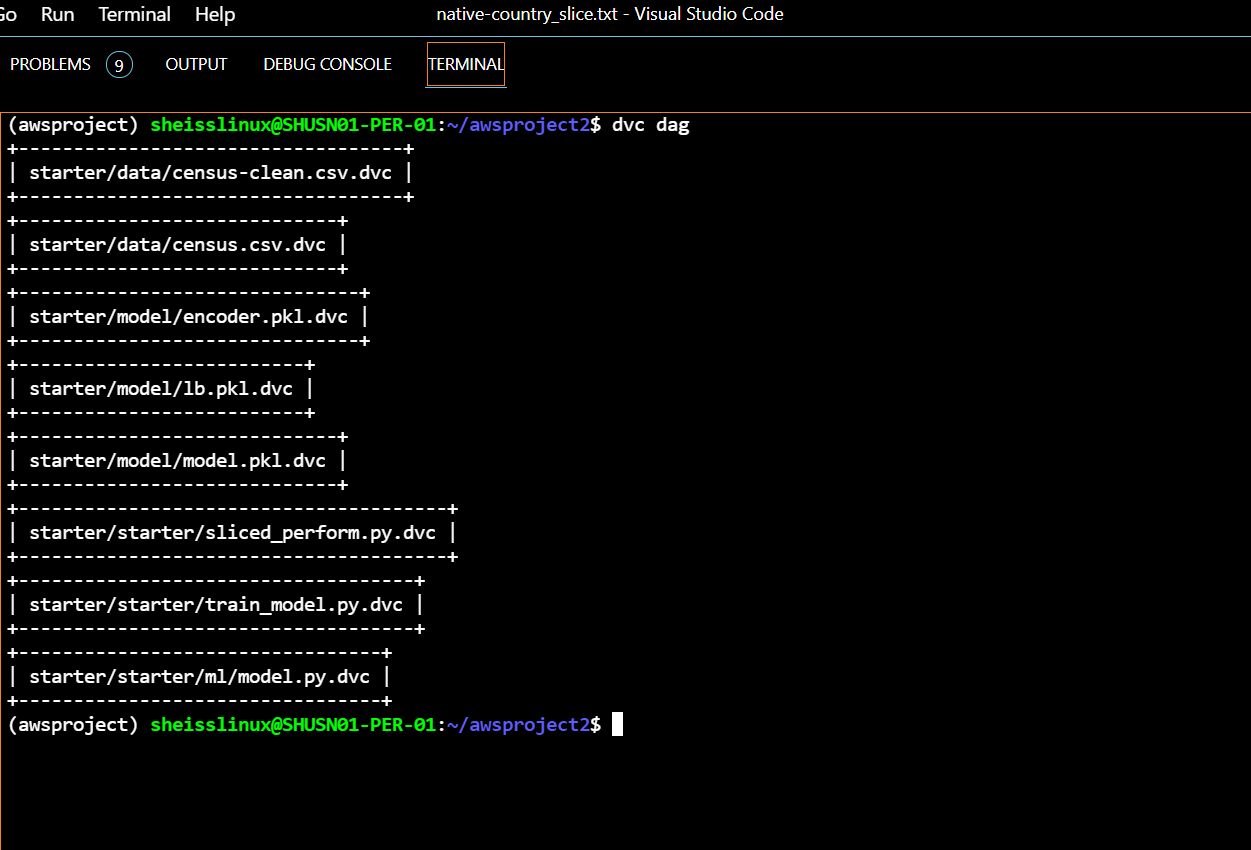 Go Run Terminal Help native-country_slice.txt - Visual Studio Code
PROBLEMS 9 OUTPUT DEBUG CONSOLE TERMINAL
(awsproject) sheisslinux@SHUSN01-PER-01:~/awsproject2$ dvc dag
+------------------------------------+
| starter/data/census-clean.csv.dvc |
+------------------------------------+
+------------------------------+
| starter/data/census.csv.dvc |
+------------------------------+
+--------------------------------+
| starter/model/encoder.pkl.dvc |
+--------------------------------+
+---------------------------+
| starter/model/lb.pkl.dvc |
+---------------------------+
+------------------------------+
| starter/model/model.pkl.dvc |
+------------------------------+
+----------------------------------------+
| starter/starter/sliced_perform.py.dvc |
+----------------------------------------+
+-------------------------------------+
| starter/starter/train_model.py.dvc |
+-------------------------------------+
+----------------------------------+
| starter/starter/ml/model.py.dvc |
+----------------------------------+
(awsproject) sheisslinux@SHUSN01-PER-01:~/awsproject2$